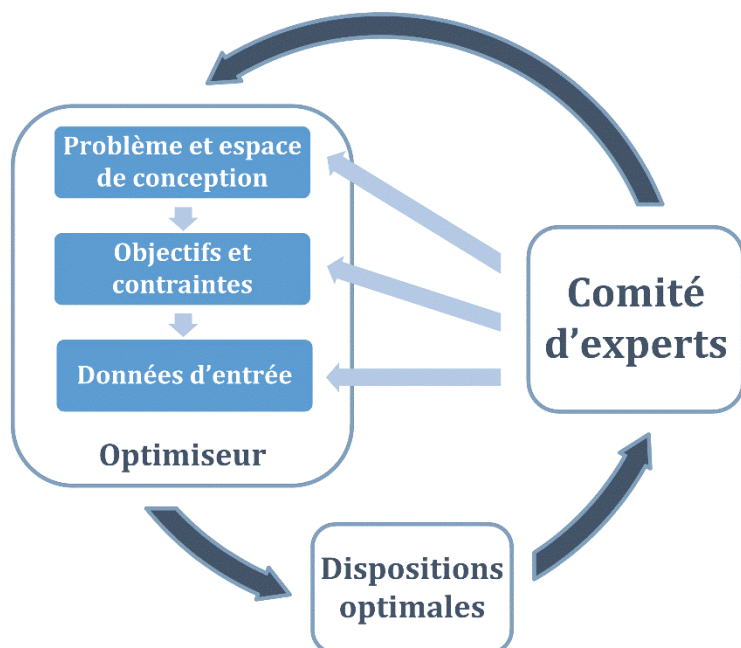 Problème et espace
de conception
Objectifs et
contraintes
Données d’entrée
Optimiseur
Comité
d’experts
Dispositions
optimales